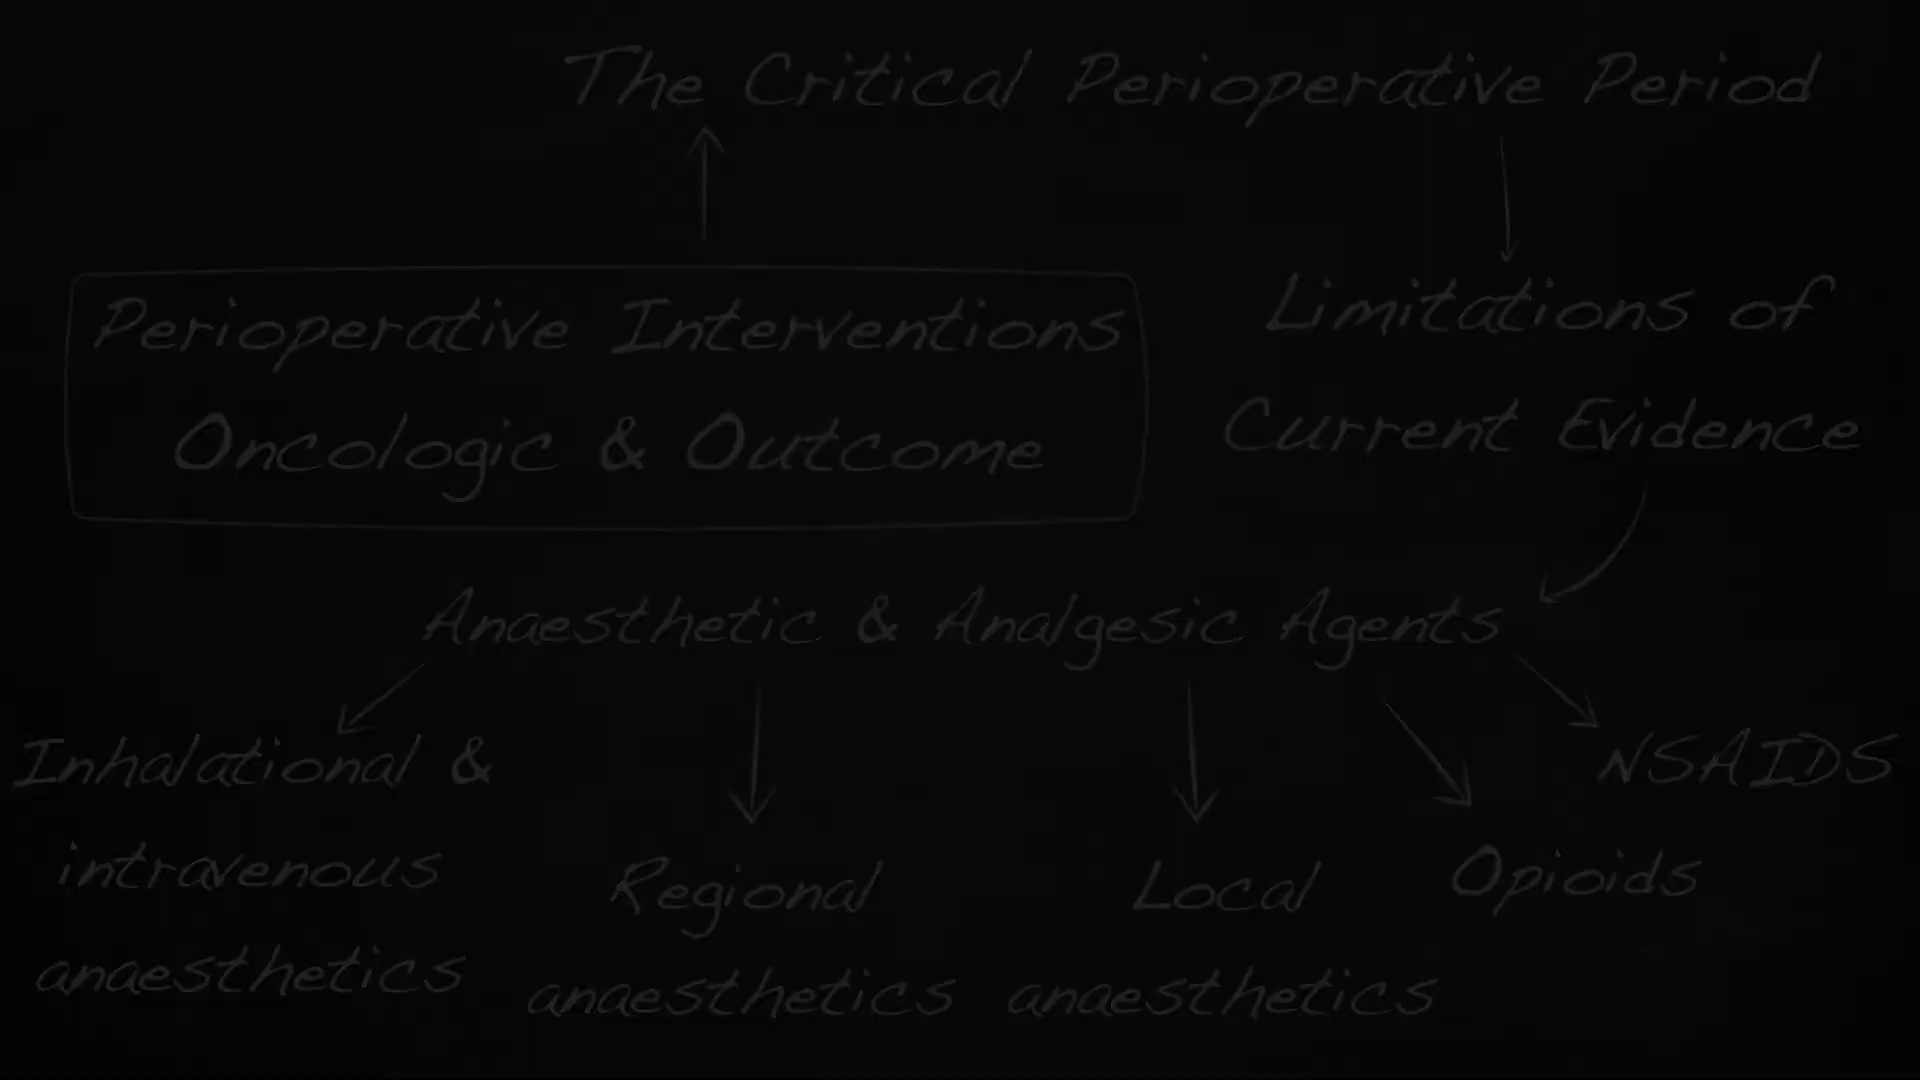 The Critical Perioperative Period
Perioperative Interventions
Oncologic & Outcome
Limitations of
Current Evidence
Anaesthetic & Analgesic Agents
Inhalational &
intravenous
anaesthetics
Regional
anaesthetics
Local
anaesthetics
Opioids
NSAIDS